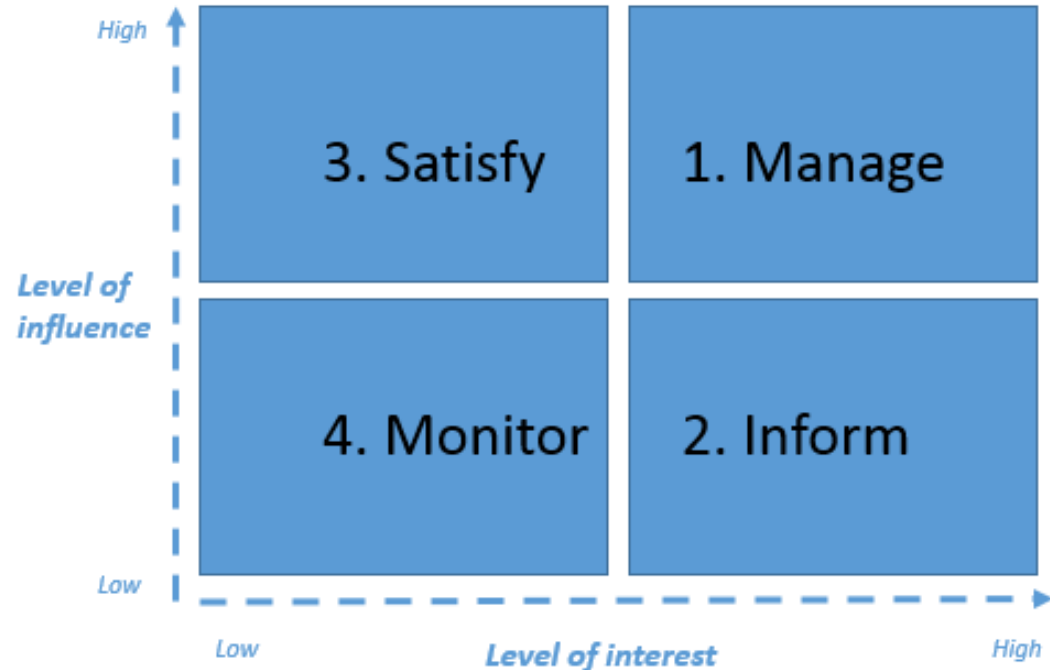 High
3. Satisfy
1. Manage
Level of
influence
4. Monitor
2. Inform
Low
Low
Level of interest
High